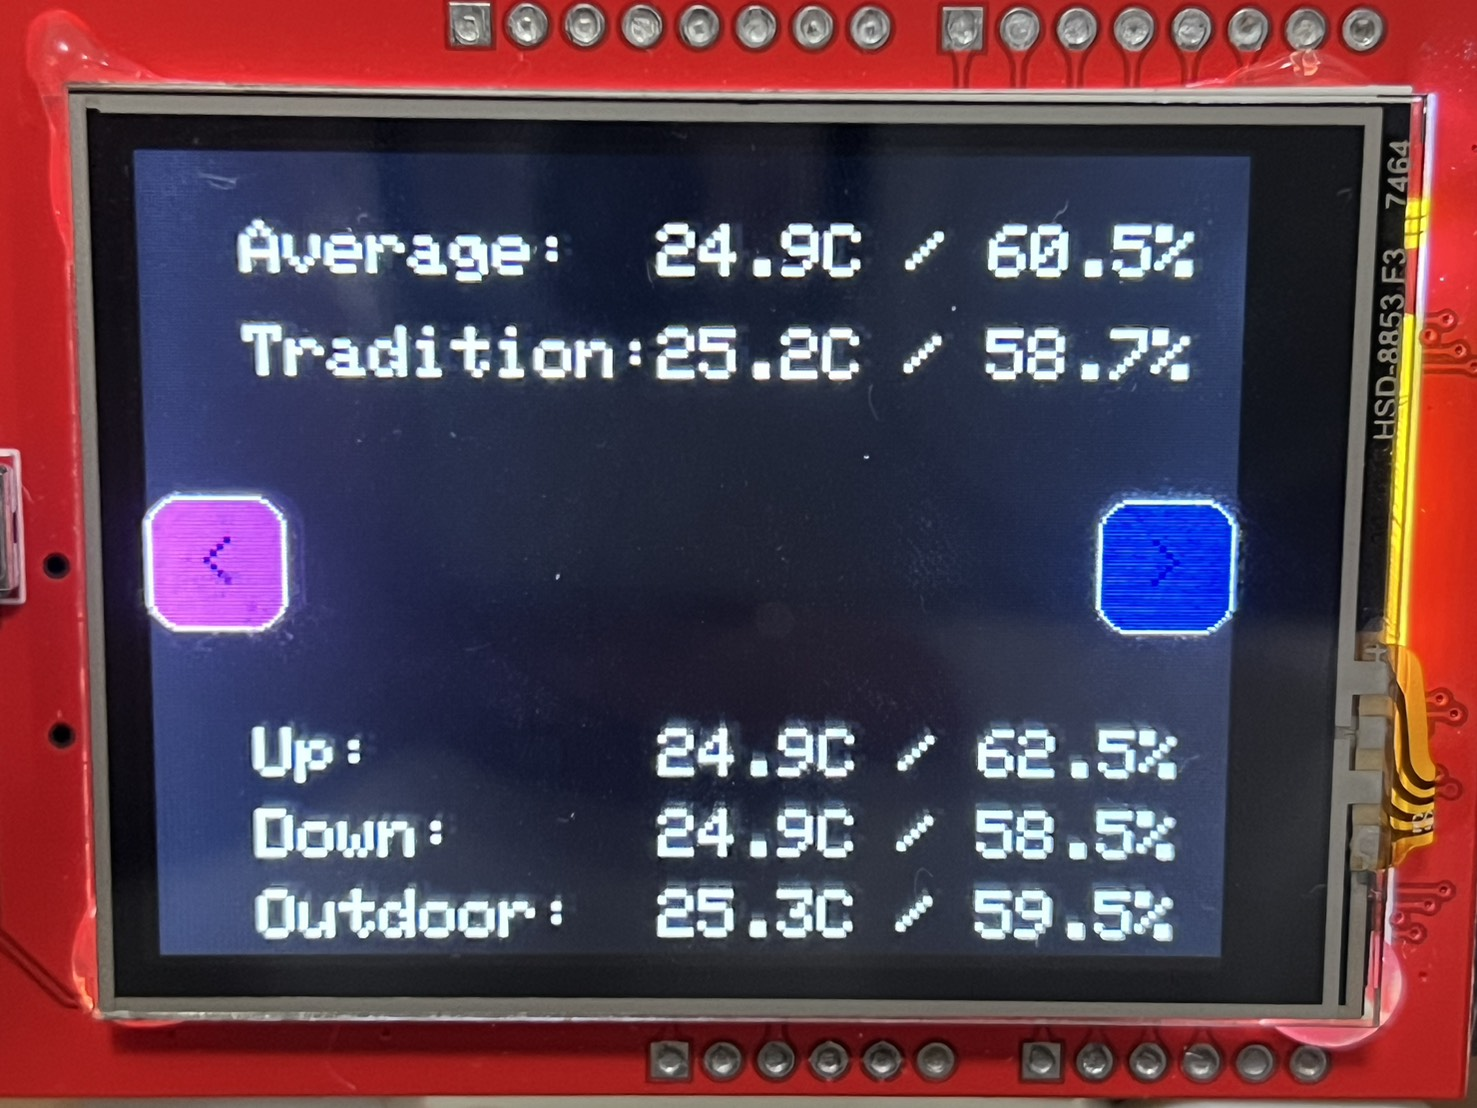 Average: 24.9C / 60.5%
Tradition:25.2C / 58.7%
< >
Up: 24.9C / 62.5%
Down: 24.9C / 58.5%
Outdoor: 25.3C / 59.5%
HSD-8853 F3 7464